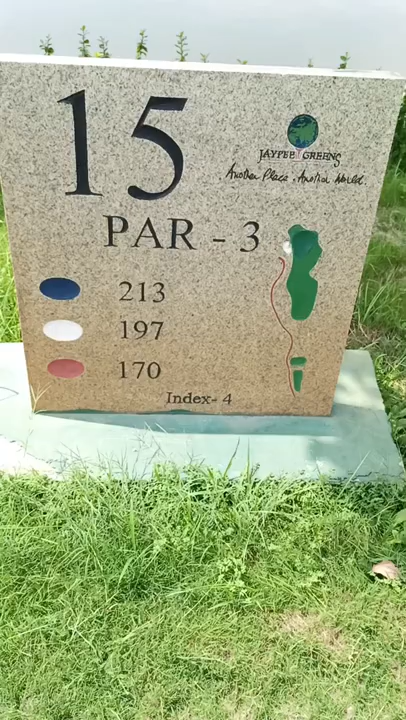 15
JAYPEE GREENS
Another Place. Another World.
PAR - 3
213
197
170
Index- 4